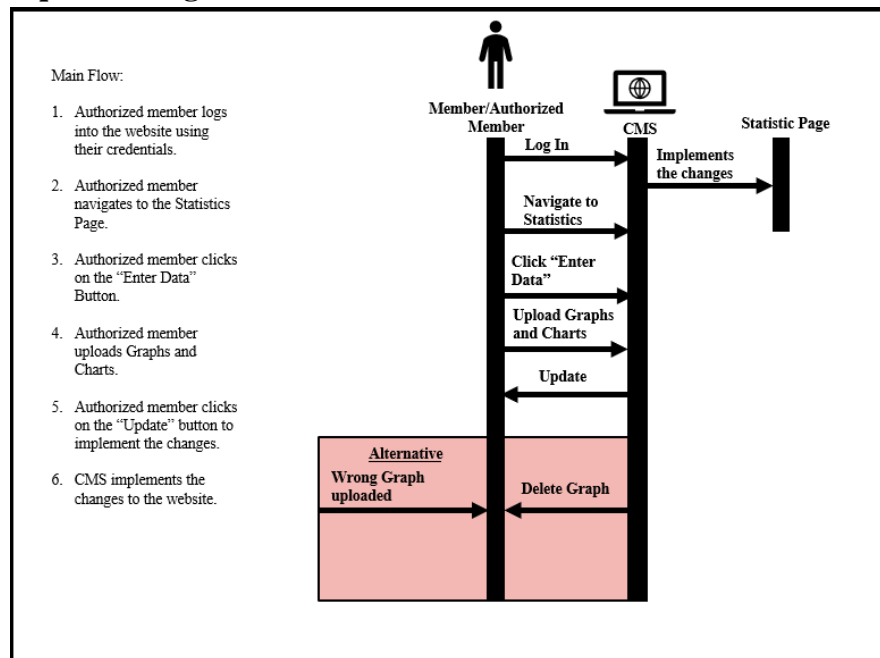 Main Flow:
1. Authorized member logs
into the website using
their credentials.
2. Authorized member
navigates to the Statistics
Page.
3. Authorized member clicks
on the “Enter Data”
Button.
4. Authorized member
uploads Graphs and
Charts.
5. Authorized member clicks
on the “Update” button to
implement the changes.
6. CMS implements the
changes to the website.
Member/Authorized
Member
CMS
Statistic Page
Log In
Implements
the changes
Navigate to
Statistics
Click “Enter
Data”
Upload Graphs
and Charts
Update
Alternative
Wrong Graph
uploaded
Delete Graph